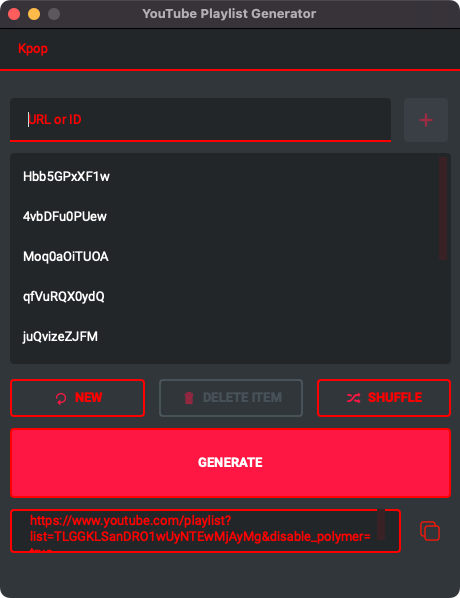 YouTube Playlist Generator
Kpop
URL or ID
+
Hbb5GPxXF1w
4vbDFu0PUew
Moq0aOiTUOA
qfVuRQX0ydQ
juQvizeZJFM
NEW
DELETE ITEM
SHUFFLE
GENERATE
https://www.youtube.com/playlist?
list=TLGGKLSanDRO1wUyNTEwMjAyMg&disable_polymer=